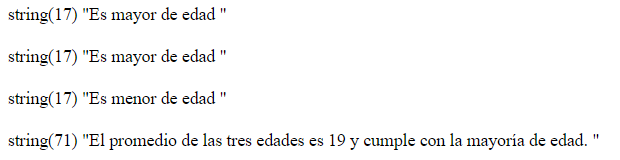 string(17) "Es mayor de edad "
string(17) "Es mayor de edad "
string(17) "Es menor de edad "
string(71) "El promedio de las tres edades es 19 y cumple con la mayoría de edad. "